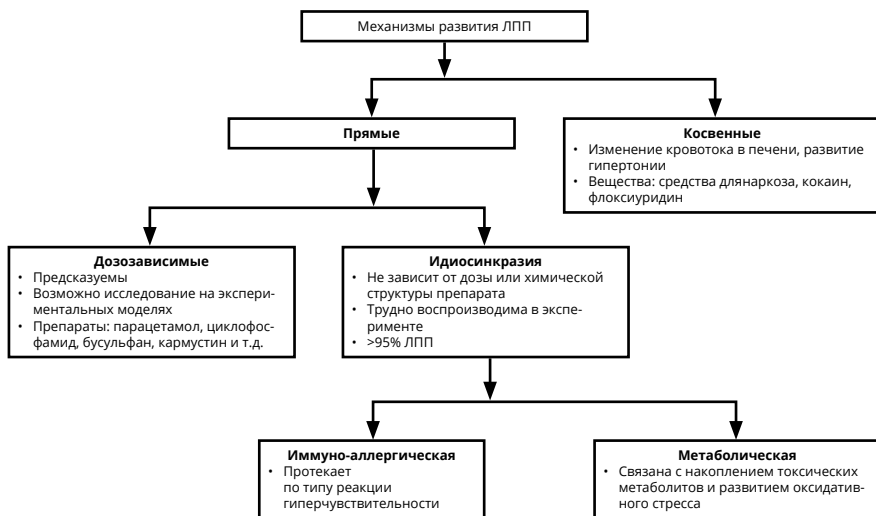 Механизмы развития ЛПП
Прямые
Косвенные
• Изменение кровотока в печени, развитие
гипертонии
• Вещества: средства длянаркоза, кокаин,
флоксиуридин
Дозозависимые
• Предсказуемы
• Возможно исследование на экспери-
ментальных моделях
• Препараты: парацетамол, циклофос-
фамид, бусульфан, кармустин и т.д.
Идиосинкразия
• Не зависит от дозы или химической
структуры препарата
• Трудно воспроизводима в экспе-
рименте
• >95% ЛПП
Иммуно-аллергическая
• Протекает
по типу реакции
гиперчувствительности
Метаболическая
• Связана с накоплением токсических
метаболитов и развитием оксидатив-
ного стресса